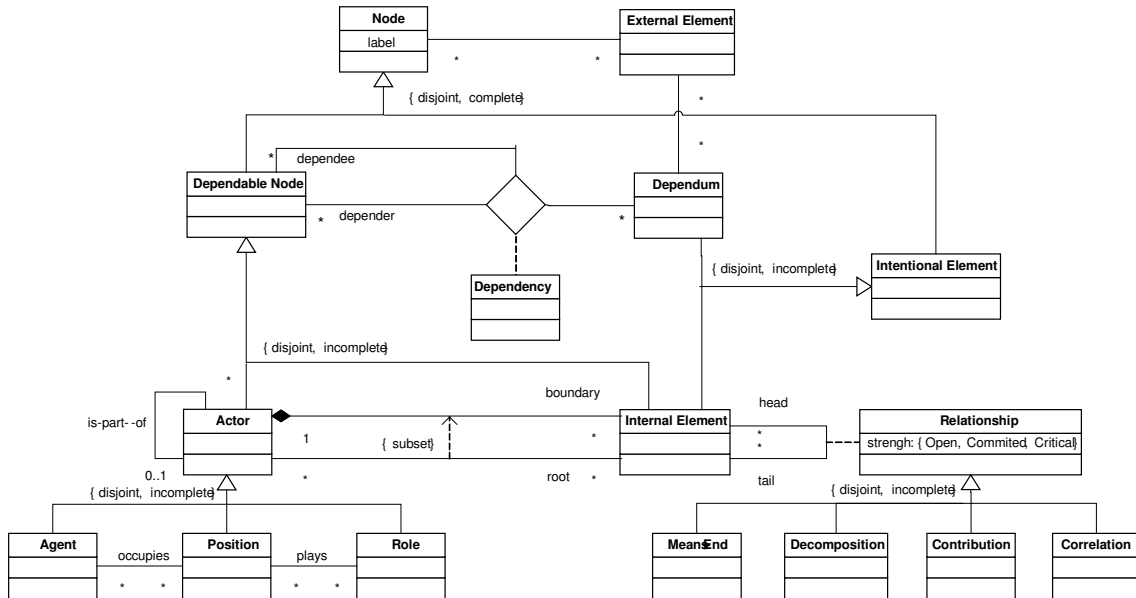 Node
External Element
label
*
*
{ disjoint, complete}
*
*
*
dependee
Dependable Node
Dependum
*
depender
*
{ disjoint, incomplete}
Intentional Element
Dependency
{ disjoint, incomplete}
*
boundary
head
Actor
Internal Element
Relationship
is-part--of
1
{ subset}
*
*
*
strengh: { Open, Commited, Critical}
0..1
*
root
*
tail
{ disjoint, incomplete}
{ disjoint, incomplete}
Agent
occupies
Position
plays
Role
MeansEnd
Decomposition
Contribution
Correlation
*
*
*
*